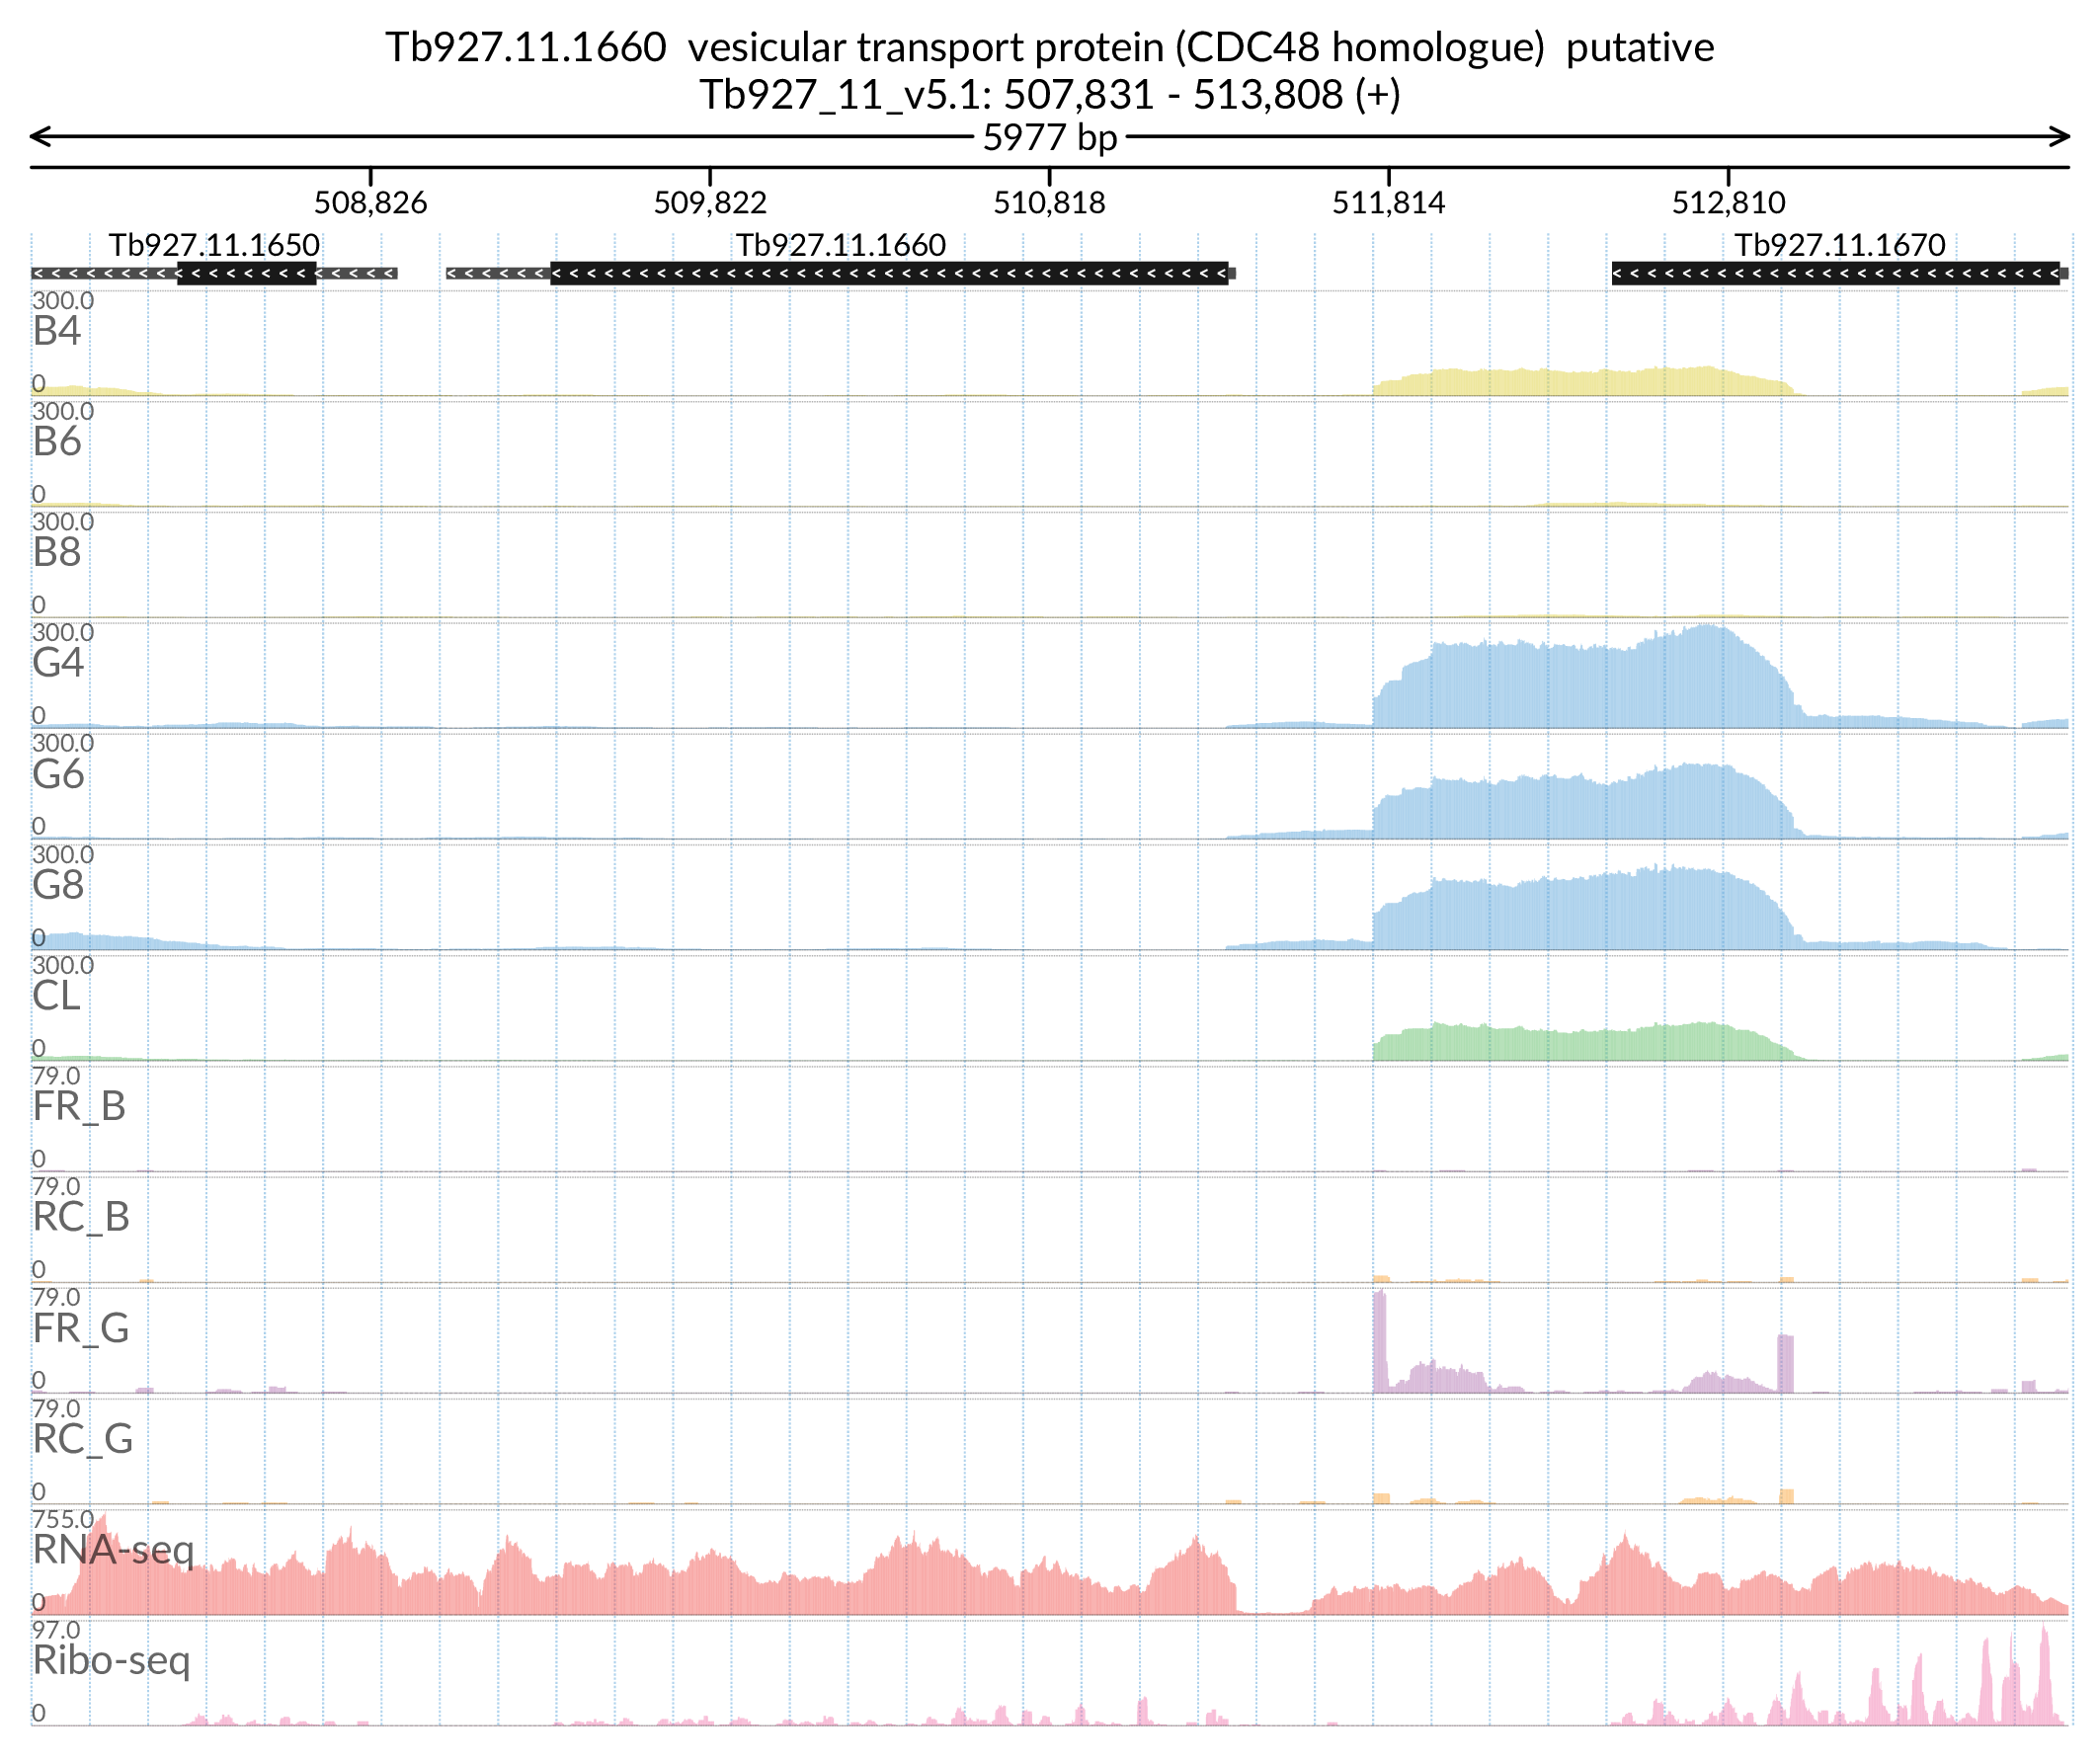 Tb927.11.1660  vesicular transport protein (CDC48 homologue)  putative
Tb927_11_v5.1: 507,831 - 513,808 (+)
5977 bp
508,826 509,822 510,818 511,814 512,810
Tb927.11.1650 Tb927.11.1660 Tb927.11.1670
300.0
B4
0
300.0
B6
0
300.0
B8
0
300.0
G4
0
300.0
G6
0
300.0
G8
0
300.0
CL
0
79.0
FR_B
0
79.0
RC_B
0
79.0
FR_G
0
79.0
RC_G
0
755.0
RNA-seq
0
97.0
Ribo-seq
0